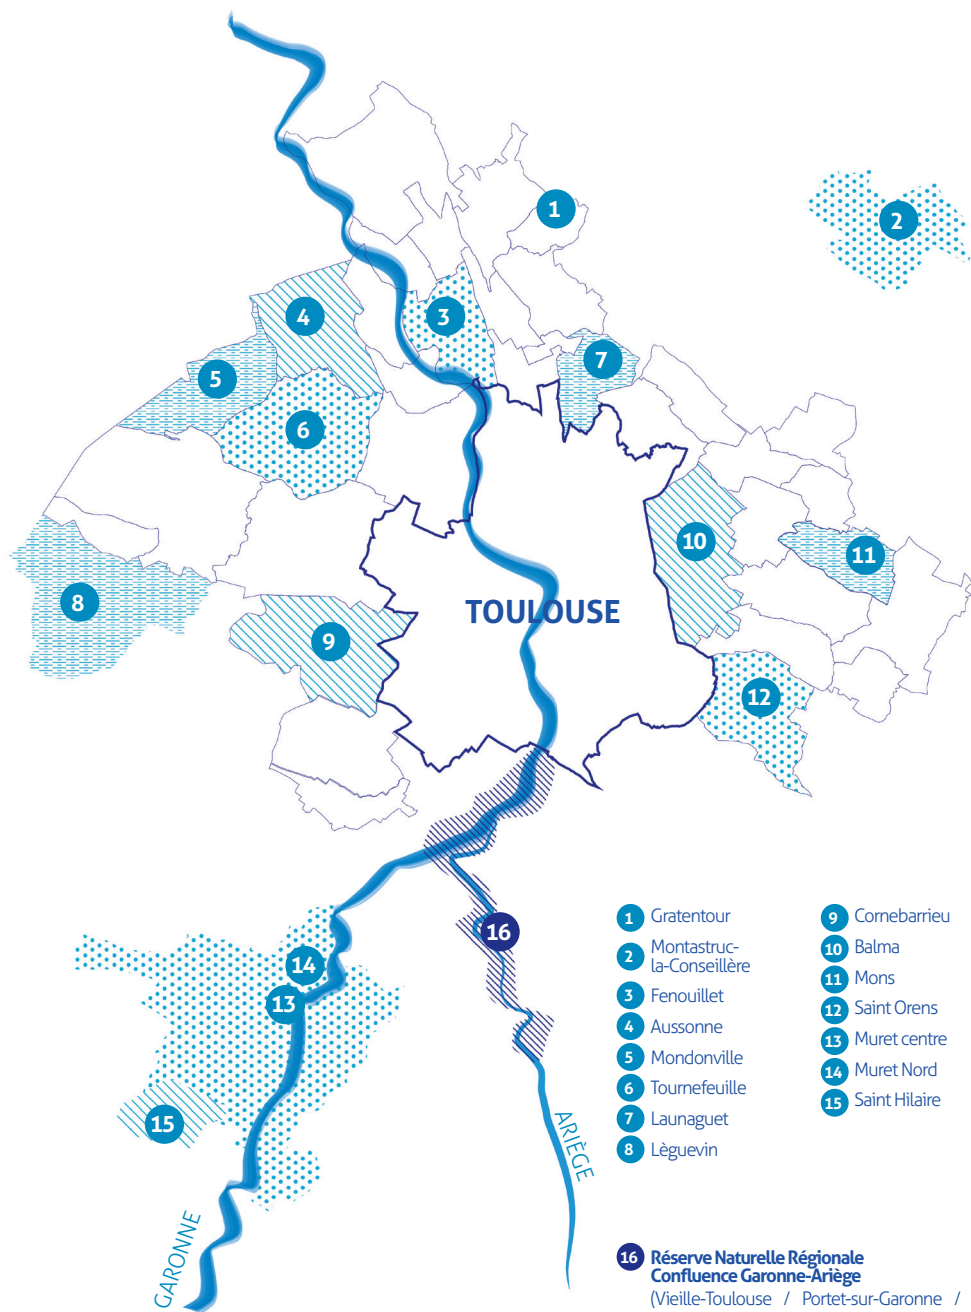 1
2
3
4
5
6
7
8
9
10
11
12
13
14
15
16
TOULOUSE
GARONNE
ARIÈGE
1 Gratentour
2 Montastruc-
la-Conseillère
3 Fenouillet
4 Aussonne
5 Mondonville
6 Tournefeuille
7 Launaguet
8 Lèguevin
9 Cornebarrieu
10 Balma
11 Mons
12 Saint Orens
13 Muret centre
14 Muret Nord
15 Saint Hilaire
16 Réserve Naturelle Régionale
Confluence Garonne-Ariège
(Vieille-Toulouse / Portet-sur-Garonne /